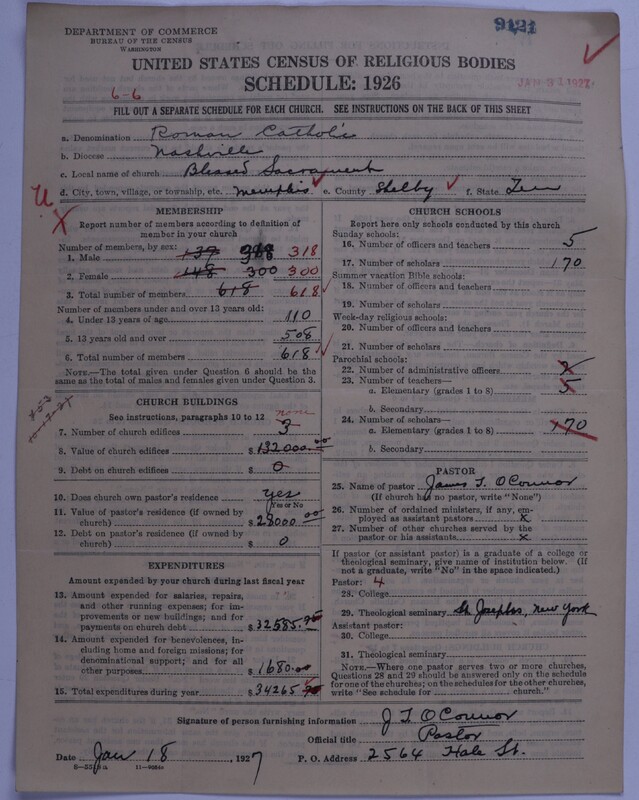 DEPARTMENT OF COMMERCE
BUREAU OF THE CENSUS
WASHINGTON
9121
JAN 31 1927
UNITED STATES CENSUS OF RELIGIOUS BODIES
SCHEDULE: 1926
6-6
FILL OUT A SEPARATE SCHEDULE FOR EACH CHURCH. SEE INSTRUCTIONS ON THE BACK OF THIS SHEET
a. Denomination Roman Catholic
b. Diocese Nashville
c. Local name of church Blessed Sacrament
d. City, town, village, or township, etc. Memphis e. County Shelby f. State Tenn
MEMBERSHIP
Report number of members according to definition of
member in your church
Number of members, by sex:
1. Male 139 318 318
2. Female 148 300 300
3. Total number of members 618 618
Number of members under and over 13 years old:
4. Under 13 years of age 110
5. 13 years old and over 508
6. Total number of members 618
NOTE.—The total given under Question 6 should be
same as the total of males and females given under Question 3.
CHURCH BUILDINGS
See instructions, paragraphs 10 to 12 none
7. Number of church edifices 3
8. Value of church edifices $ 132000.00
9. Debt on church edifices $ 0
10. Does church own pastor's residence yes
Yes or No
11. Value of pastor's residence (if owned by
church) $ 28000 00
12. Debt on pastor's residence (if owned by
church) $ 0
EXPENDITURES
Amount expended by your church during last fiscal year
13. Amount expended for salaries, repairs,
and other running expenses; for im-
provements or new buildings; and for
payments on church debt $ 32585.
14. Amount expended for benevolences, in-
cluding home and foreign missions; for
denominational support; and for all
other purposes $ 1680.00
15. Total expenditures during year $ 34265
CHURCH SCHOOLS
Report here only schools conducted by this church
Sunday schools:
16. Number of officers and teachers 5
17. Number of scholars 170
Summer vacation Bible schools:
18. Number of officers and teachers
19. Number of scholars
Week-day religious schools:
20. Number of officers and teachers
21. Number of scholars
Parochial schools:
22. Number of administrative officers
23. Number of teachers—
a. Elementary (grades 1 to 8) 5
b. Secondary
24. Number of scholars—
a. Elementary (grades 1 to 8) 170
b. Secondary
PASTOR
25. Name of pastor James T. O'Connor
(If church has no pastor, write "None")
26. Number of ordained ministers, if any, em-
ployed as assistant pastors x
27. Number of other churches served by the
pastor or his assistants x
If pastor (or assistant pastor) is a graduate of a college or
theological seminary, give name of institution below. (If
not a graduate, write "No" in the space indicated.)
Pastor: 4
28. College
29. Theological seminary St. Josephs, New York
Assistant pastor:
30. College
31. Theological seminary
NOTE.—Where one pastor serves two or more churches,
Questions 28 and 29 should be answered only on the schedule
for one of the churches; on the schedules for the other churches,
write "See schedule for church."
Signature of person furnishing information J T O'Connor
Official title Pastor
Date Jan 18, 1927 P. O. Address 2564 Hale St.